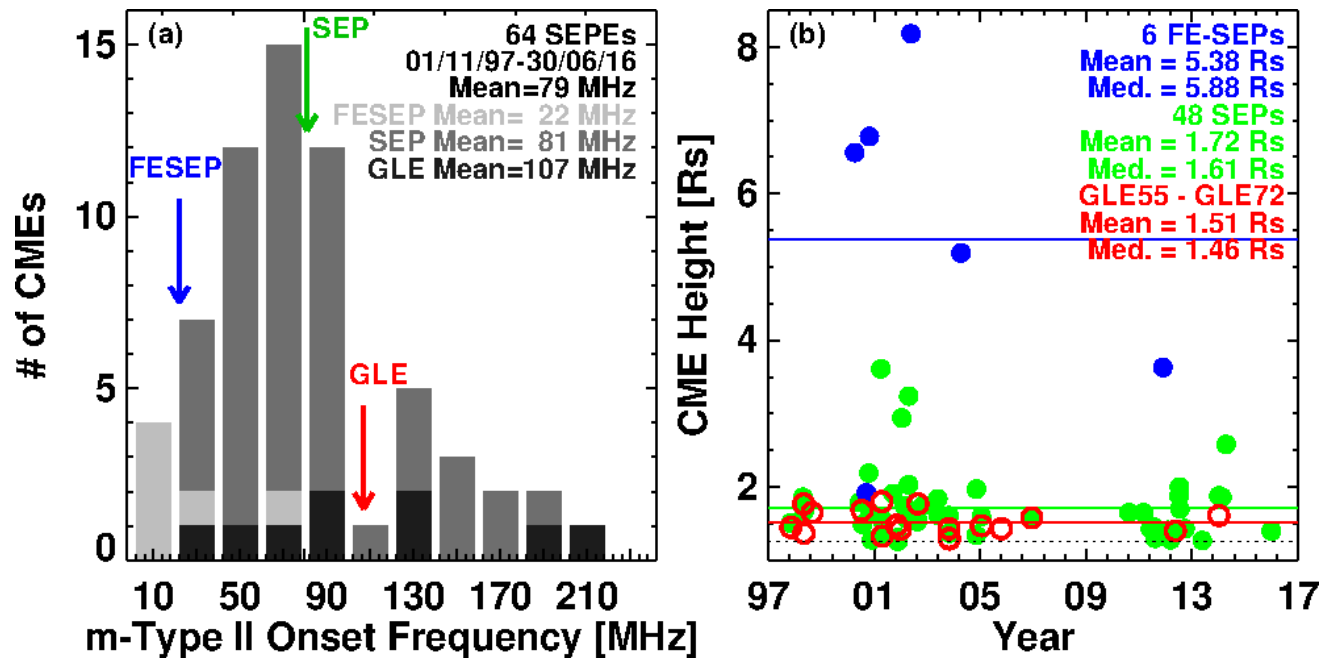 (a)
SEP
64 SEPEs
01/11/97-30/06/16
Mean=79 MHz
FESEP Mean= 22 MHz
SEP Mean= 81 MHz
GLE Mean=107 MHz
FESEP
GLE
# of CMEs
15
10
5
0
10 50 90 130 170 210
m-Type II Onset Frequency [MHz]
(b)
6 FE-SEPs
Mean = 5.38 Rs
Med. = 5.88 Rs
48 SEPs
Mean = 1.72 Rs
Med. = 1.61 Rs
GLE55 - GLE72
Mean = 1.51 Rs
Med. = 1.46 Rs
CME Height [Rs]
8
6
4
2
97 01 05 09 13 17
Year